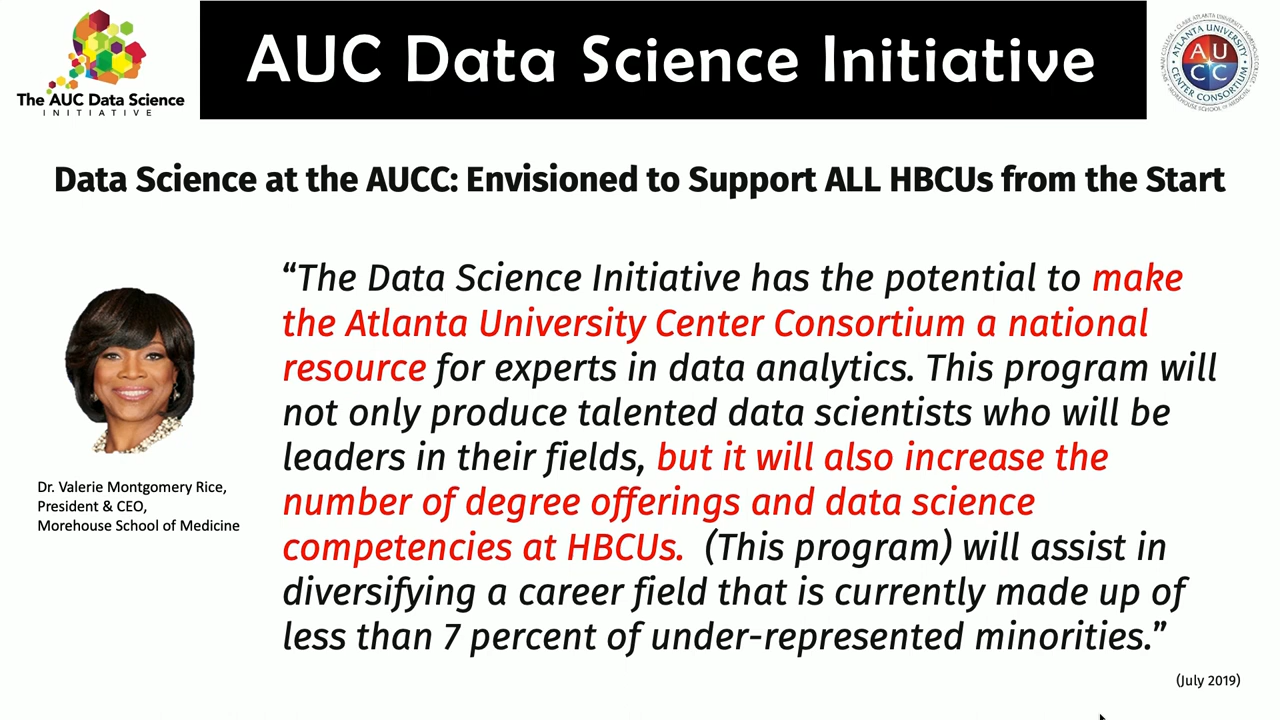 The AUC Data Science
INITIATIVE
AUC Data Science Initiative
ATLANTA UNIVERSITY
CENTER CONSORTIUM
AU
CC
Data Science at the AUCC: Envisioned to Support ALL HBCUs from the Start
“The Data Science Initiative has the potential to make
the Atlanta University Center Consortium a national
resource for experts in data analytics. This program will
not only produce talented data scientists who will be
leaders in their fields, but it will also increase the
number of degree offerings and data science
competencies at HBCUs.  (This program) will assist in
diversifying a career field that is currently made up of
less than 7 percent of under-represented minorities.”
Dr. Valerie Montgomery Rice,
President & CEO,
Morehouse School of Medicine
(July 2019)